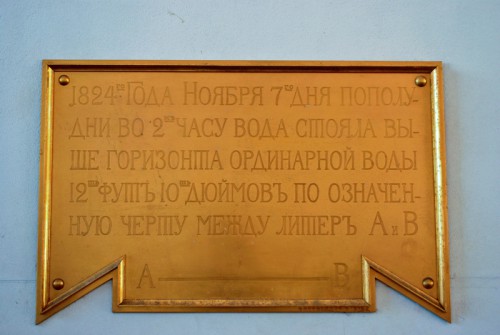 1824го Года Ноября 7го дня пополу-
дни во 2мъ часу вода стояла вы-
ше горизонта ординарной воды
12ть футъ 10ть дюймовъ по означен-
ную черту между литеръ А и В
А В